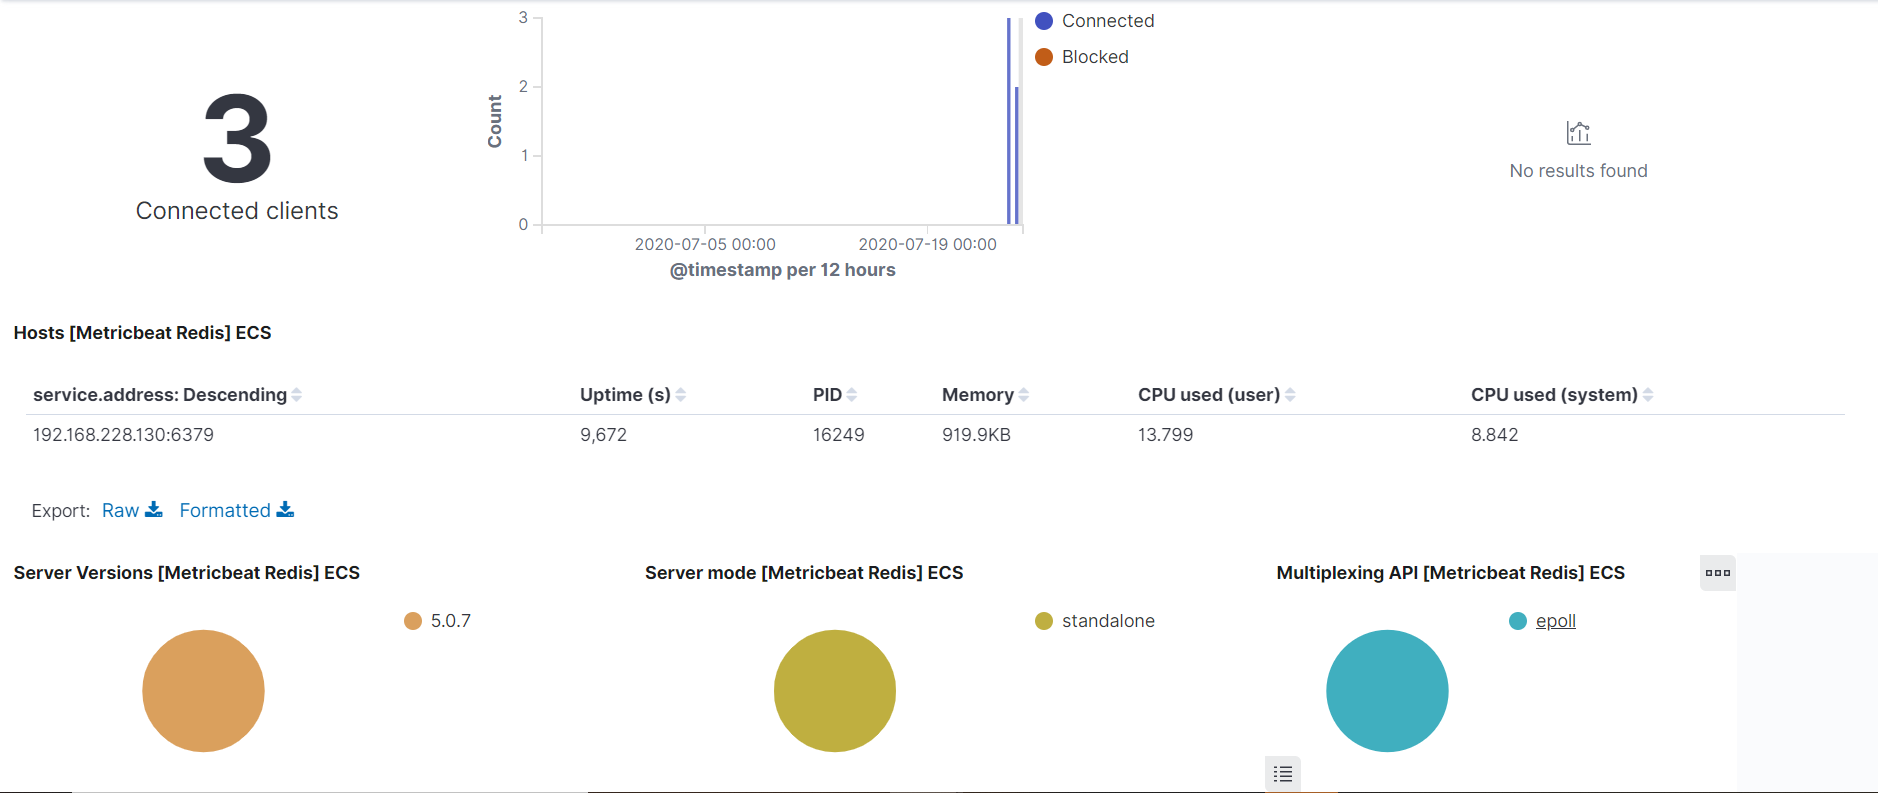 3
Connected clients
3
2
1
0
Count
2020-07-05 00:00
2020-07-19 00:00
@timestamp per 12 hours
Connected
Blocked
No results found
Hosts [Metricbeat Redis] ECS
service.address: Descending Uptime (s) PID Memory CPU used (user) CPU used (system)
192.168.228.130:6379 9,672 16249 919.9KB 13.799 8.842
Export: Raw Formatted
Server Versions [Metricbeat Redis] ECS
5.0.7
Server mode [Metricbeat Redis] ECS
standalone
Multiplexing API [Metricbeat Redis] ECS
epoll